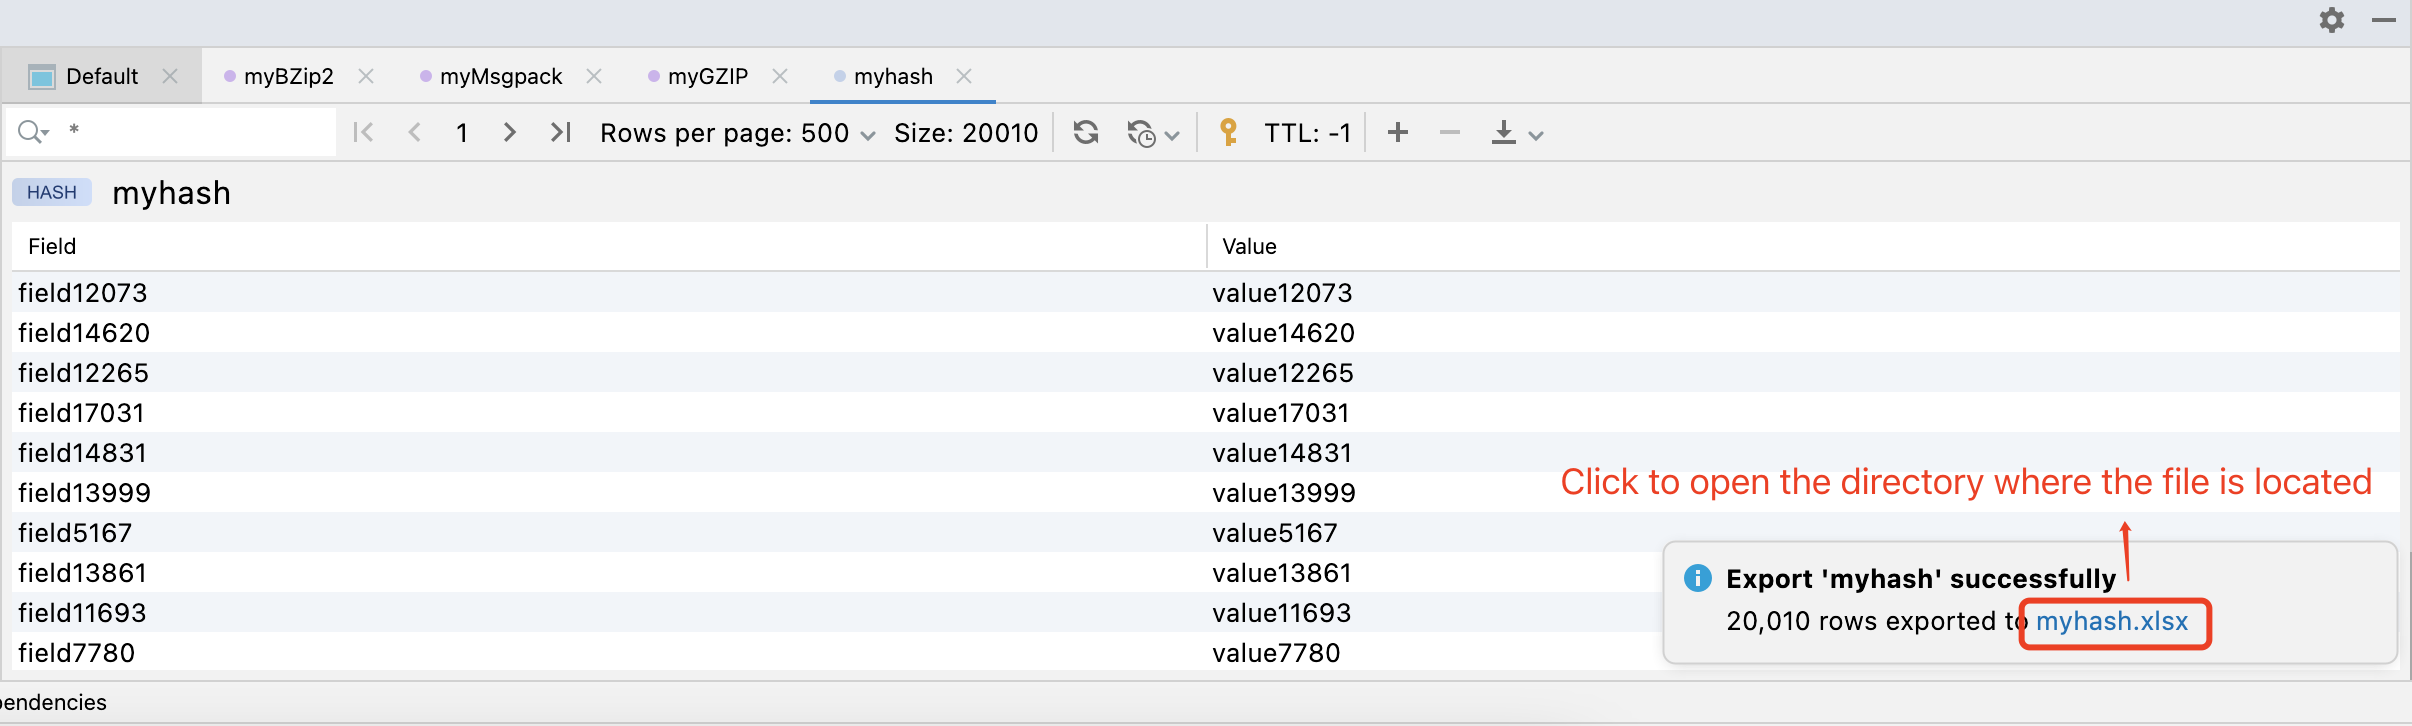 Default myBZip2 myMsgpack myGZIP myhash
* 1 Rows per page: 500 Size: 20010 TTL: -1
HASH myhash
Field Value
field12073 value12073
field14620 value14620
field12265 value12265
field17031 value17031
field14831 value14831
field13999 value13999
Click to open the directory where the file is located
field5167 value5167
field13861 value13861
Export 'myhash' successfully
field11693 value11693
20,010 rows exported to myhash.xlsx
field7780 value7780
endencies